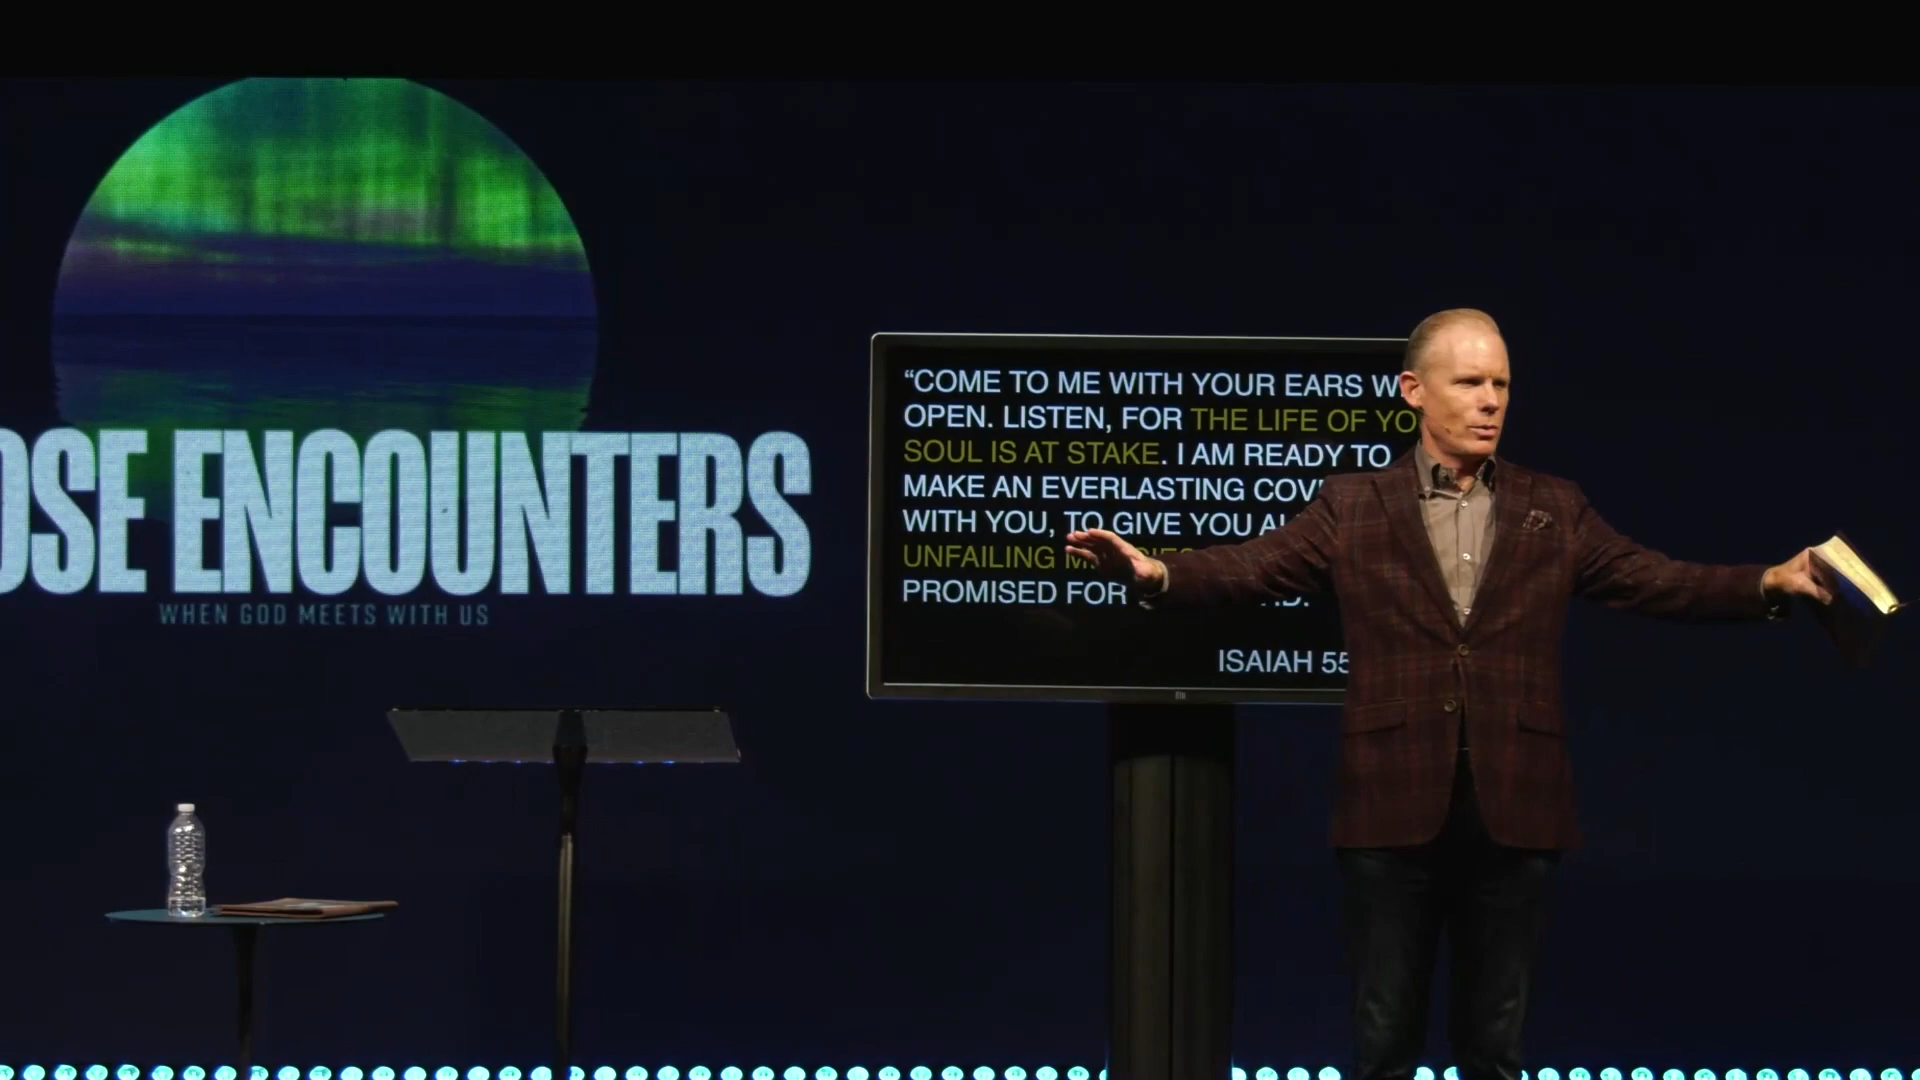 OSE ENCOUNTERS
WHEN GOD MEETS WITH US
“COME TO ME WITH YOUR EARS
OPEN. LISTEN, FOR THE LIFE OF YO
SOUL IS AT STAKE. I AM READY TO
MAKE AN EVERLASTING COV
WITH YOU, TO GIVE YOU AL
UNFAILING
PROMISED FOR
ISAIAH 55